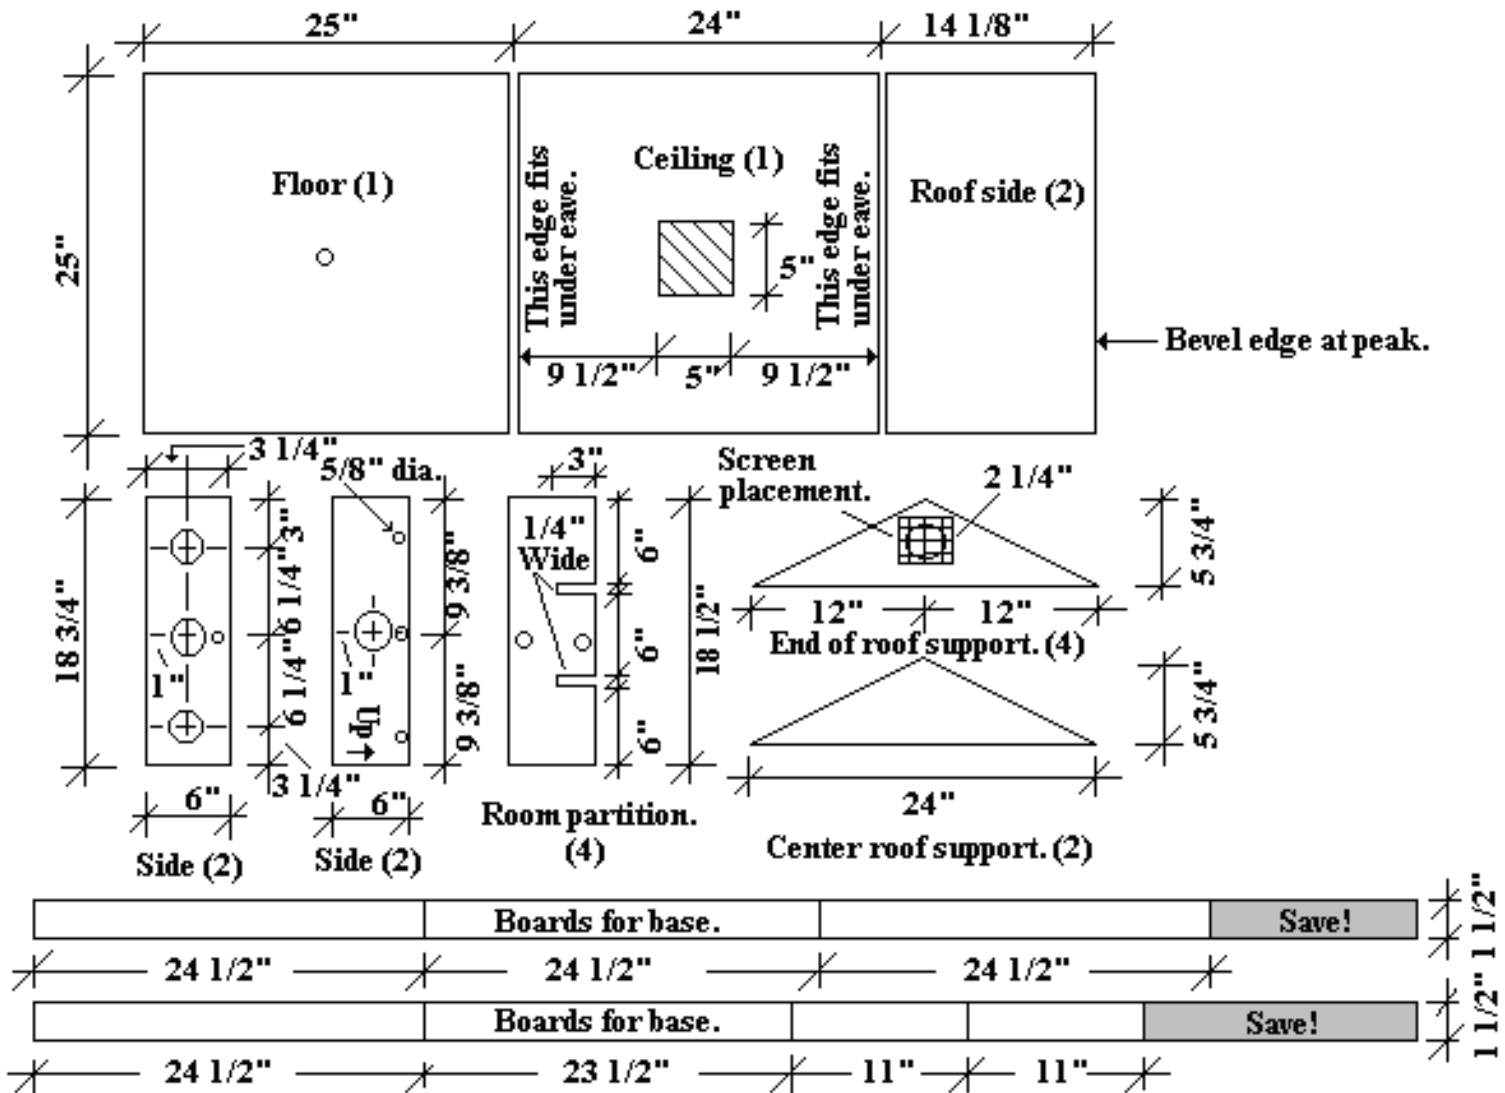 25"
24"
14 1/8"
25"
Floor (1)
This edge fits
under eave.
Ceiling (1)
5"
This edge fits
under eave.
9 1/2"
5"
9 1/2"
Roof side (2)
Bevel edge at peak.
3 1/4"
18 3/4"
1"
3"
6 1/4"
6 1/4"
3 1/4"
6"
Side (2)
5/8" dia.
1"
Up
9 3/8"
9 3/8"
6"
Side (2)
3"
1/4"
Wide
6"
6"
6"
18 1/2"
Room partition.
(4)
Screen
placement.
2 1/4"
5 3/4"
12"
12"
End of roof support. (4)
5 3/4"
24"
Center roof support. (2)
Boards for base.
Save!
1 1/2"
24 1/2"
24 1/2"
24 1/2"
Boards for base.
Save!
1 1/2"
24 1/2"
23 1/2"
11"
11"